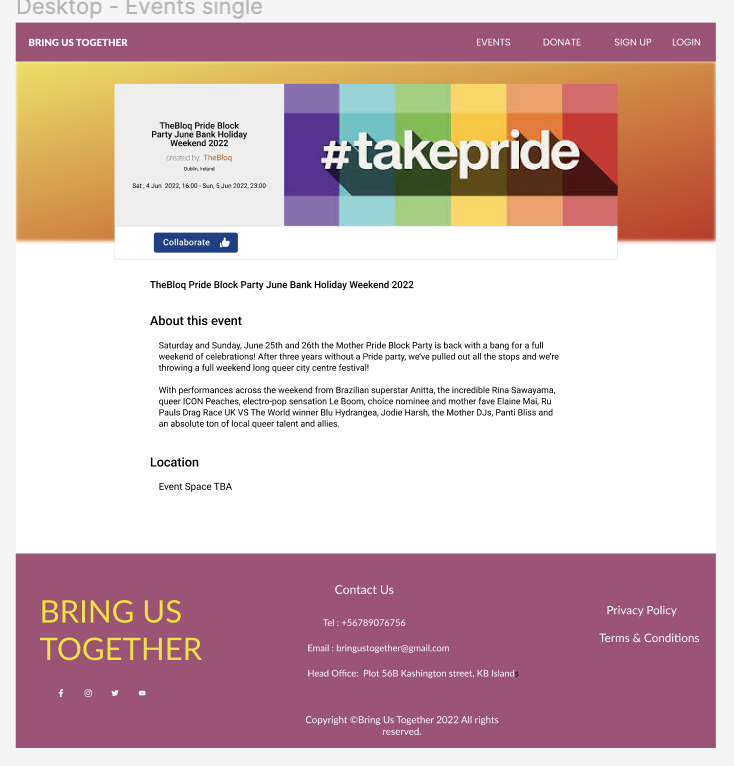 Desktop - Events single
BRING US TOGETHER
EVENTS
DONATE
SIGN UP
LOGIN
TheBloq Pride Block
Party June Bank Holiday
Weekend 2022
created by: TheBloq
Dublin, Ireland
Sat , 4 Jun 2022, 16:00 - Sun, 5 Jun 2022, 23:00
#takepride
Collaborate
TheBloq Pride Block Party June Bank Holiday Weekend 2022
About this event
Saturday and Sunday, June 25th and 26th the Mother Pride Block Party is back with a bang for a full
weekend of celebrations! After three years without a Pride party, we've pulled out all the stops and we're
throwing a full weekend long queer city centre festival!
With performances across the weekend from Brazilian superstar Anitta, the incredible Rina Sawayama,
queer ICON Peaches, electro-pop sensation Le Boom, choice nominee and mother fave Elaine Mai, Ru
Pauls Drag Race UK VS The World winner Blu Hydrangea, Jodie Harsh, the Mother DJs, Panti Bliss and
an absolute ton of local queer talent and allies.
Location
Event Space TBA
BRING US
TOGETHER
Contact Us
Tel : +56789076756
Email : bringustogether@gmail.com
Head Office: Plot 56B Kashington street, KB Islands
Copyright ©Bring Us Together 2022 All rights
reserved.
Privacy Policy
Terms & Conditions